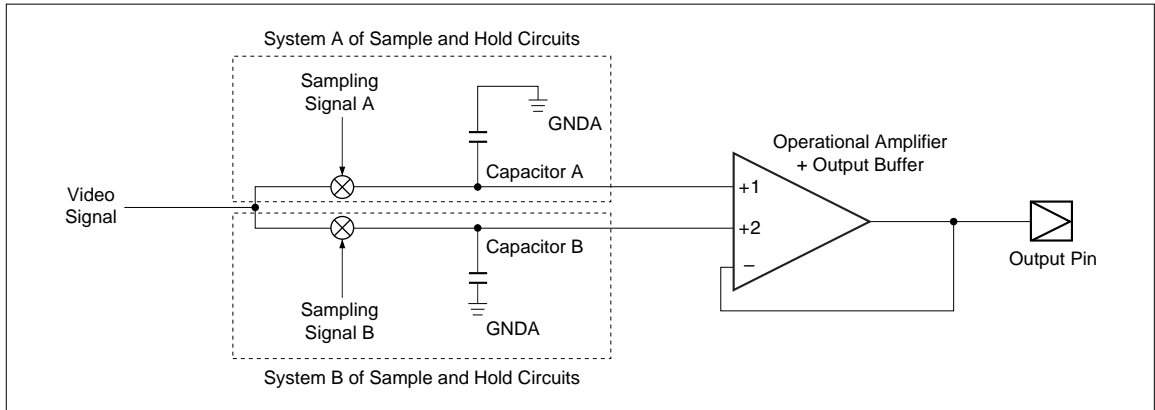 System A of Sample and Hold Circuits
Sampling
Signal A
GNDA
Capacitor A
Operational Amplifier
+ Output Buffer
Video
Signal
+1
+2
–
Output Pin
Capacitor B
Sampling
Signal B
GNDA
System B of Sample and Hold Circuits